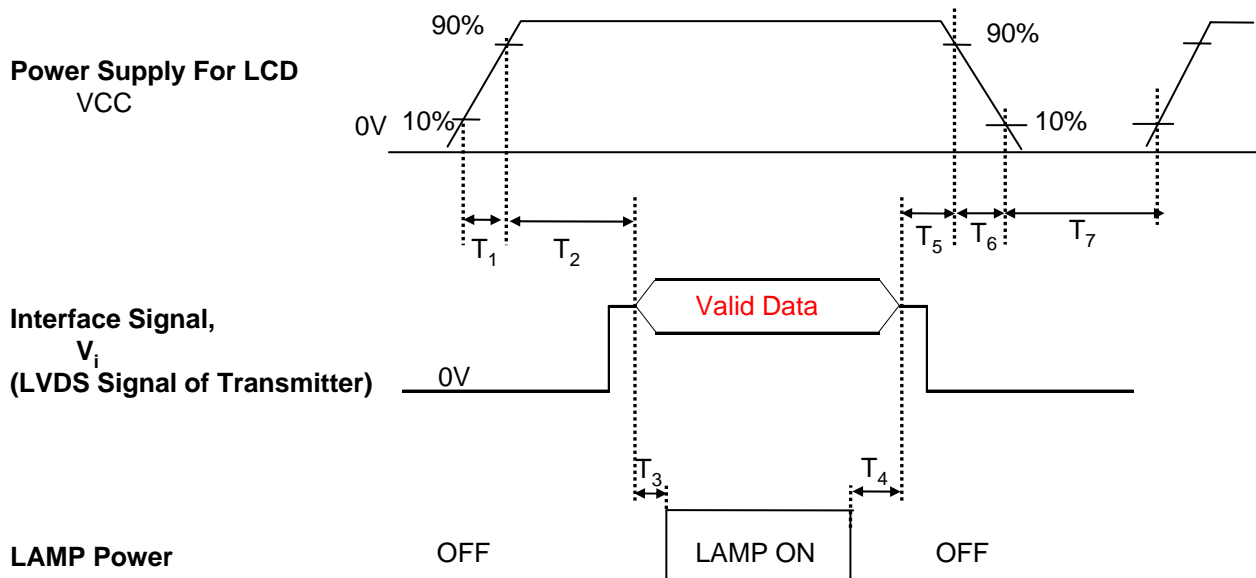 90%
90%
Power Supply For LCD
VCC
0V
10%
10%
T1
T2
T5
T6
T7
Valid Data
Interface Signal,
Vi
(LVDS Signal of Transmitter)
0V
T3
T4
LAMP Power
OFF
LAMP ON
OFF